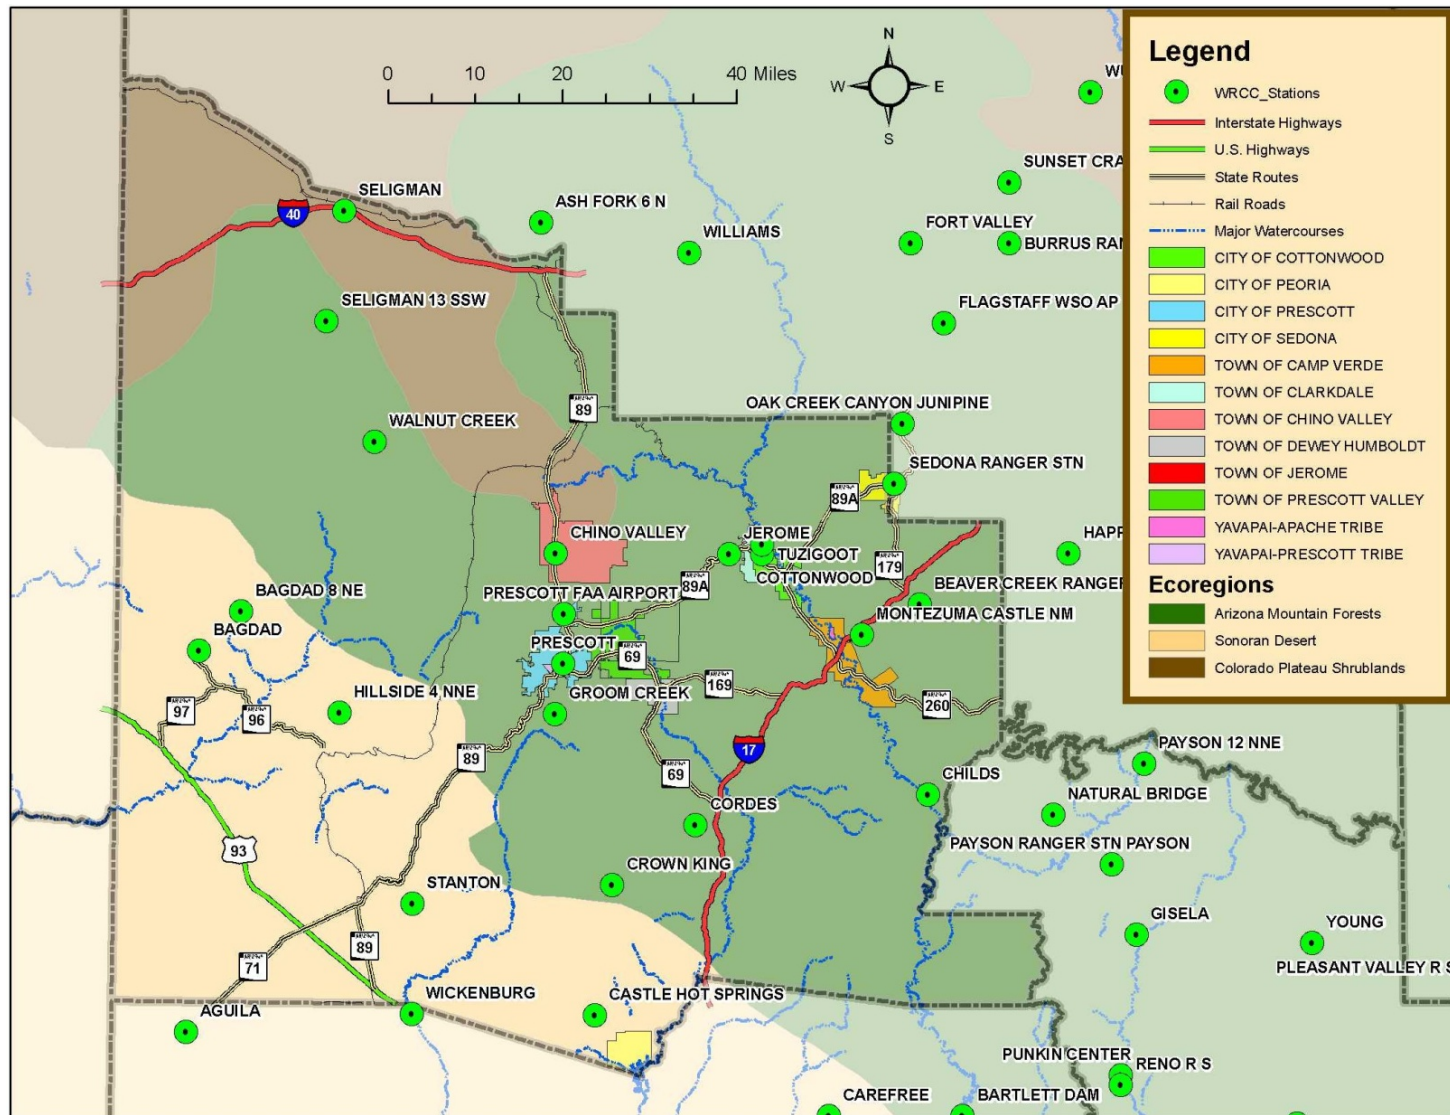 0 10 20 40 Miles
N
W E
S
Legend
WRCC_Stations
Interstate Highways
U.S. Highways
State Routes
Rail Roads
Major Watercourses
CITY OF COTTONWOOD
CITY OF PEORIA
CITY OF PRESCOTT
CITY OF SEDONA
TOWN OF CAMP VERDE
TOWN OF CLARKDALE
TOWN OF CHINO VALLEY
TOWN OF DEWEY HUMBOLDT
TOWN OF JEROME
TOWN OF PRESCOTT VALLEY
YAVAPAI-APACHE TRIBE
YAVAPAI-PRESCOTT TRIBE
Ecoregions
Arizona Mountain Forests
Sonoran Desert
Colorado Plateau Shrublands
SUNSET CRA
SELIGMAN
40
ASH FORK 6 N
WILLIAMS
FORT VALLEY
BURRUS RAN
SELIGMAN 13 SSW
FLAGSTAFF WSO AP
89
OAK CREEK CANYON JUNIPINE
WALNUT CREEK
SEDONA RANGER STN
89A
CHINO VALLEY
JEROME
TUZIGOOT
COTTONWOOD
179
HAPP
89A
BEAVER CREEK RANGER
PRESCOTT FAA AIRPORT
MONTEZUMA CASTLE NM
BAGDAD 8 NE
BAGDAD
PRESCOTT
69
GROOM CREEK
169
HILLSIDE 4 NNE
97
96
260
89
17
69
PAYSON 12 NNE
CHILDS
NATURAL BRIDGE
CORDES
PAYSON RANGER STN PAYSON
93
CROWN KING
STANTON
GISELA
YOUNG
89
71
PLEASANT VALLEY R S
WICKENBURG
CASTLE HOT SPRINGS
AGUILA
PUNKIN CENTER
RENO R S
CAREFREE
BARTLETT DAM